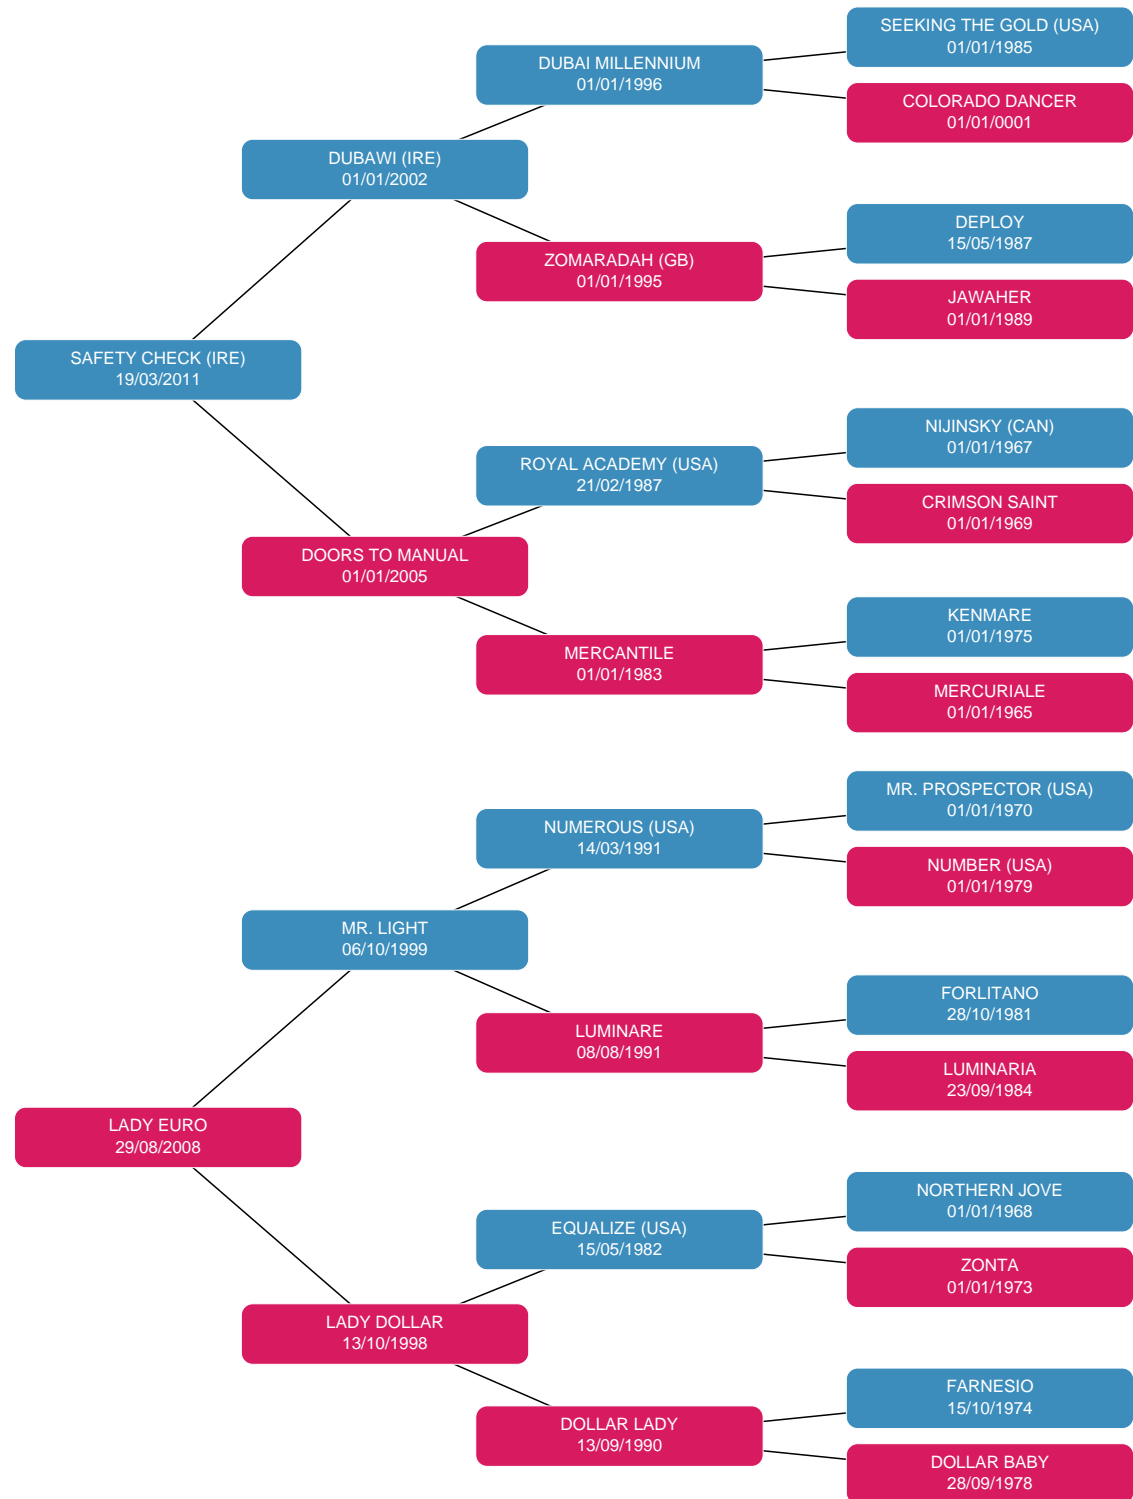 SEEKING THE GOLD (USA)
01/01/1985
DUBAI MILLENNIUM
01/01/1996
COLORADO DANCER
01/01/0001
DUBAWI (IRE)
01/01/2002
DEPLOY
15/05/1987
ZOMARADAH (GB)
01/01/1995
JAWAHER
01/01/1989
SAFETY CHECK (IRE)
19/03/2011
NIJINSKY (CAN)
01/01/1967
ROYAL ACADEMY (USA)
21/02/1987
CRIMSON SAINT
01/01/1969
DOORS TO MANUAL
01/01/2005
KENMARE
01/01/1975
MERCANTILE
01/01/1983
MERCURIALE
01/01/1965
MR. PROSPECTOR (USA)
01/01/1970
NUMEROUS (USA)
14/03/1991
NUMBER (USA)
01/01/1979
MR. LIGHT
06/10/1999
FORLITANO
28/10/1981
LUMINARE
08/08/1991
LUMINARIA
23/09/1984
LADY EURO
29/08/2008
NORTHERN JOVE
01/01/1968
EQUALIZE (USA)
15/05/1982
ZONTA
01/01/1973
LADY DOLLAR
13/10/1998
FARNESIO
15/10/1974
DOLLAR LADY
13/09/1990
DOLLAR BABY
28/09/1978